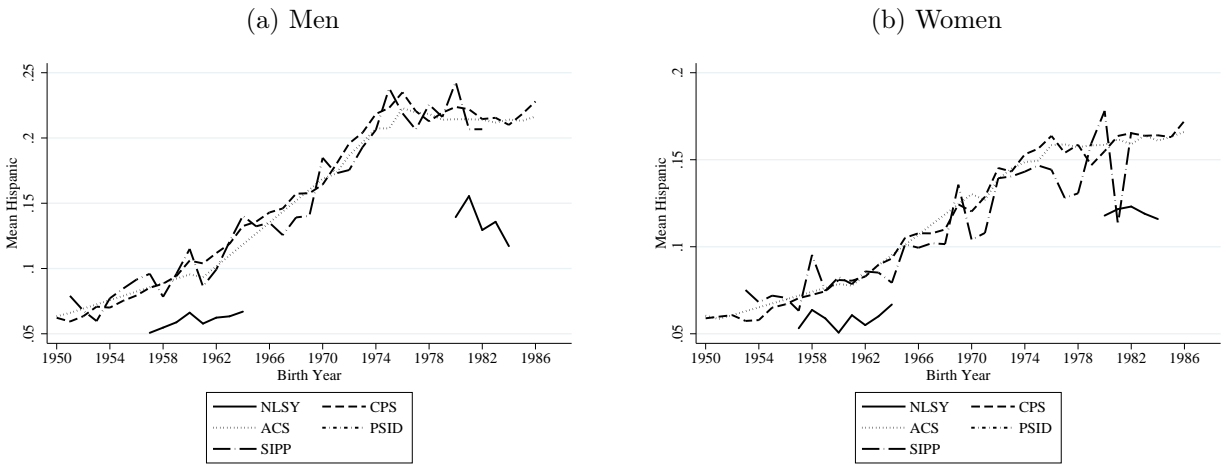 (a) Men
.25
.2
.15
.1
.05
Mean Hispanic
1950 1954 1958 1962 1966 1970 1974 1978 1982 1986
Birth Year
NLSY CPS
ACS PSID
SIPP
(b) Women
.2
.15
.1
.05
Mean Hispanic
1950 1954 1958 1962 1966 1970 1974 1978 1982 1986
Birth Year
NLSY CPS
ACS PSID
SIPP